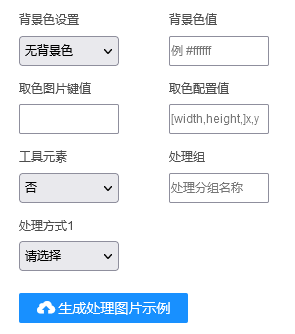 背景色设置 背景色值
无背景色 例 #ffffff
取色图片键值 取色配置值
[width,height,]x,y
工具元素 处理组
否 处理分组名称
处理方式1
请选择
生成处理图片示例